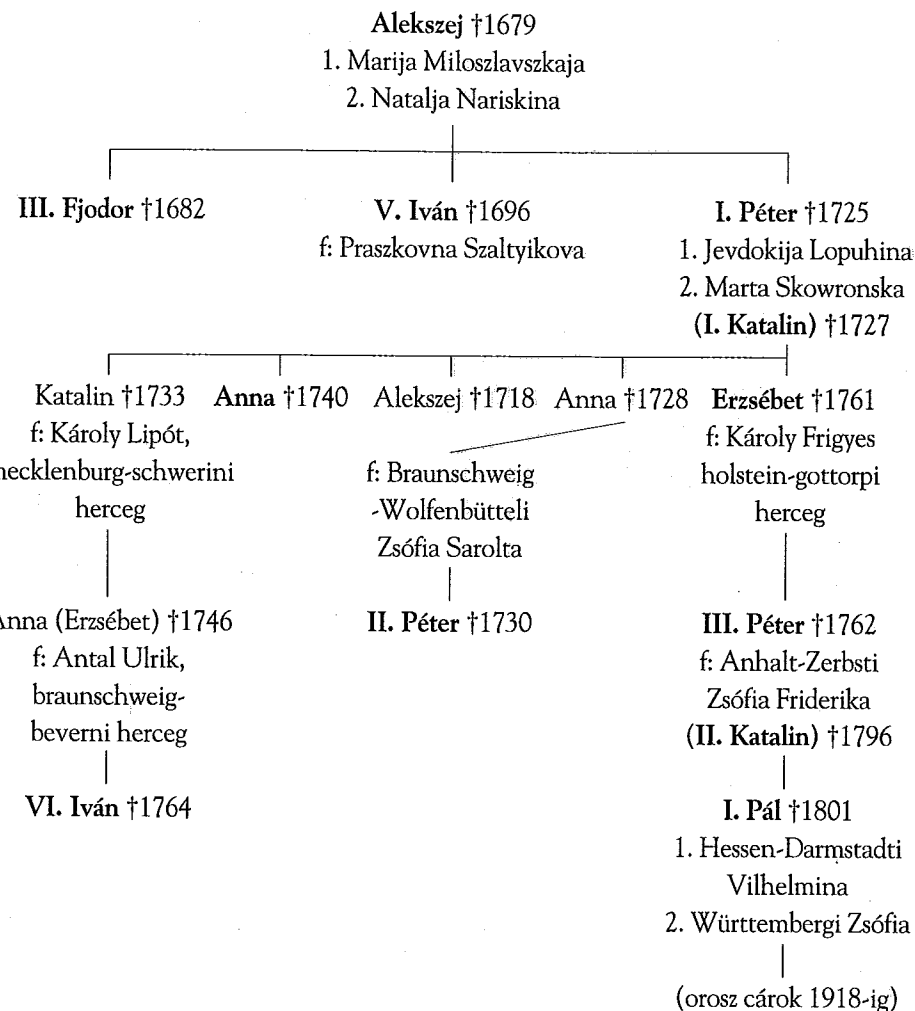 Alekszej †1679
1. Marija Miloszlavszkaja
2. Natalja Nariskina
III. Fjodor †1682
V. Iván †1696
f: Praszkovna Szaltyikova
I. Péter †1725
1. Jevdokija Lopuhina
2. Marta Skowronska
(I. Katalin) †1727
Katalin †1733
f: Károly Lipót,
mecklenburg-schwerini
herceg
Anna †1740
Alekszej †1718
f: Braunschweig
-Wolfenbütteli
Zsófia Sarolta
Anna †1728
Erzsébet †1761
f: Károly Frigyes
holstein-gottorpi
herceg
Anna (Erzsébet) †1746
f: Antal Ulrik,
braunschweig-
beverni herceg
II. Péter †1730
III. Péter †1762
f: Anhalt-Zerbsti
Zsófia Friderika
(II. Katalin) †1796
VI. Iván †1764
I. Pál †1801
1. Hessen-Darmstadti
Vilhelmina
2. Württembergi Zsófia
(orosz cárok 1918-ig)